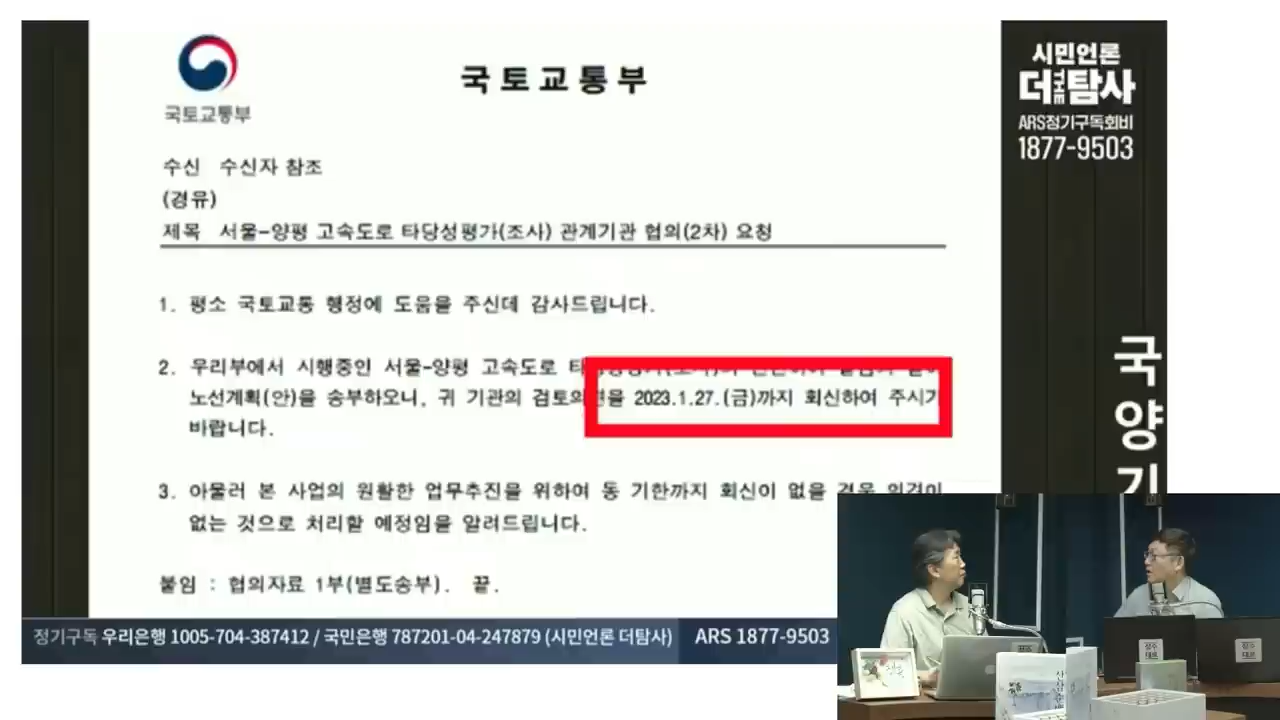 국토교통부
국토교통부
수신 수신자 참조
(경유)
제목 서울-양평 고속도로 타당성평가(조사) 관계기관 협의(2차) 요청
1. 평소 국토교통 행정에 도움을 주신데 감사드립니다.
2. 우리부에서 시행중인 서울-양평 고속도로
노선계획(안)을 송부하오니, 귀 기관의 검토의견을 2023.1.27.(금)까지 회신하여 주시기
바랍니다.
3. 아울러 본 사업의 원활한 업무추진을 위하여 동 기한까지 회신이 없을 경우 의견이
없는 것으로 처리할 예정임을 알려드립니다.
붙임 : 협의자료 1부(별도송부). 끝.
시민언론
더탐사
THE
ARS정기구독회비
1877-9503
국
양
기
정기구독 우리은행 1005-704-387412 / 국민은행 787201-04-247879 (시민언론 더탐사)
ARS 1877-9503